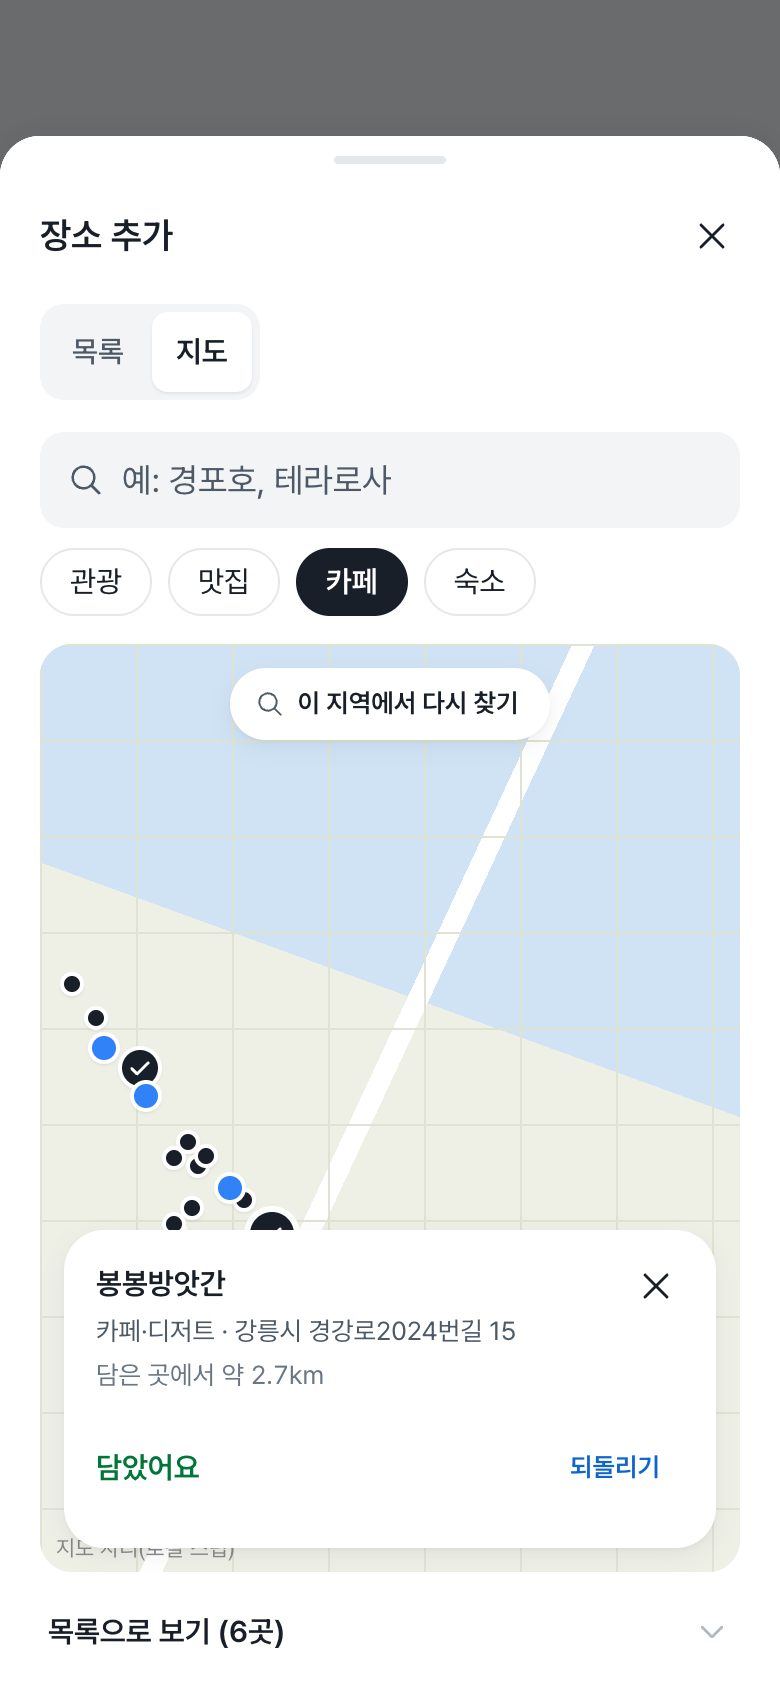 장소 추가
목록 지도
예: 경포호, 테라로사
관광 맛집 카페 숙소
이 지역에서 다시 찾기
봉봉방앗간
카페·디저트 · 강릉시 경강로2024번길 15
담은 곳에서 약 2.7km
담았어요 되돌리기
지도
목록으로 보기 (6곳)